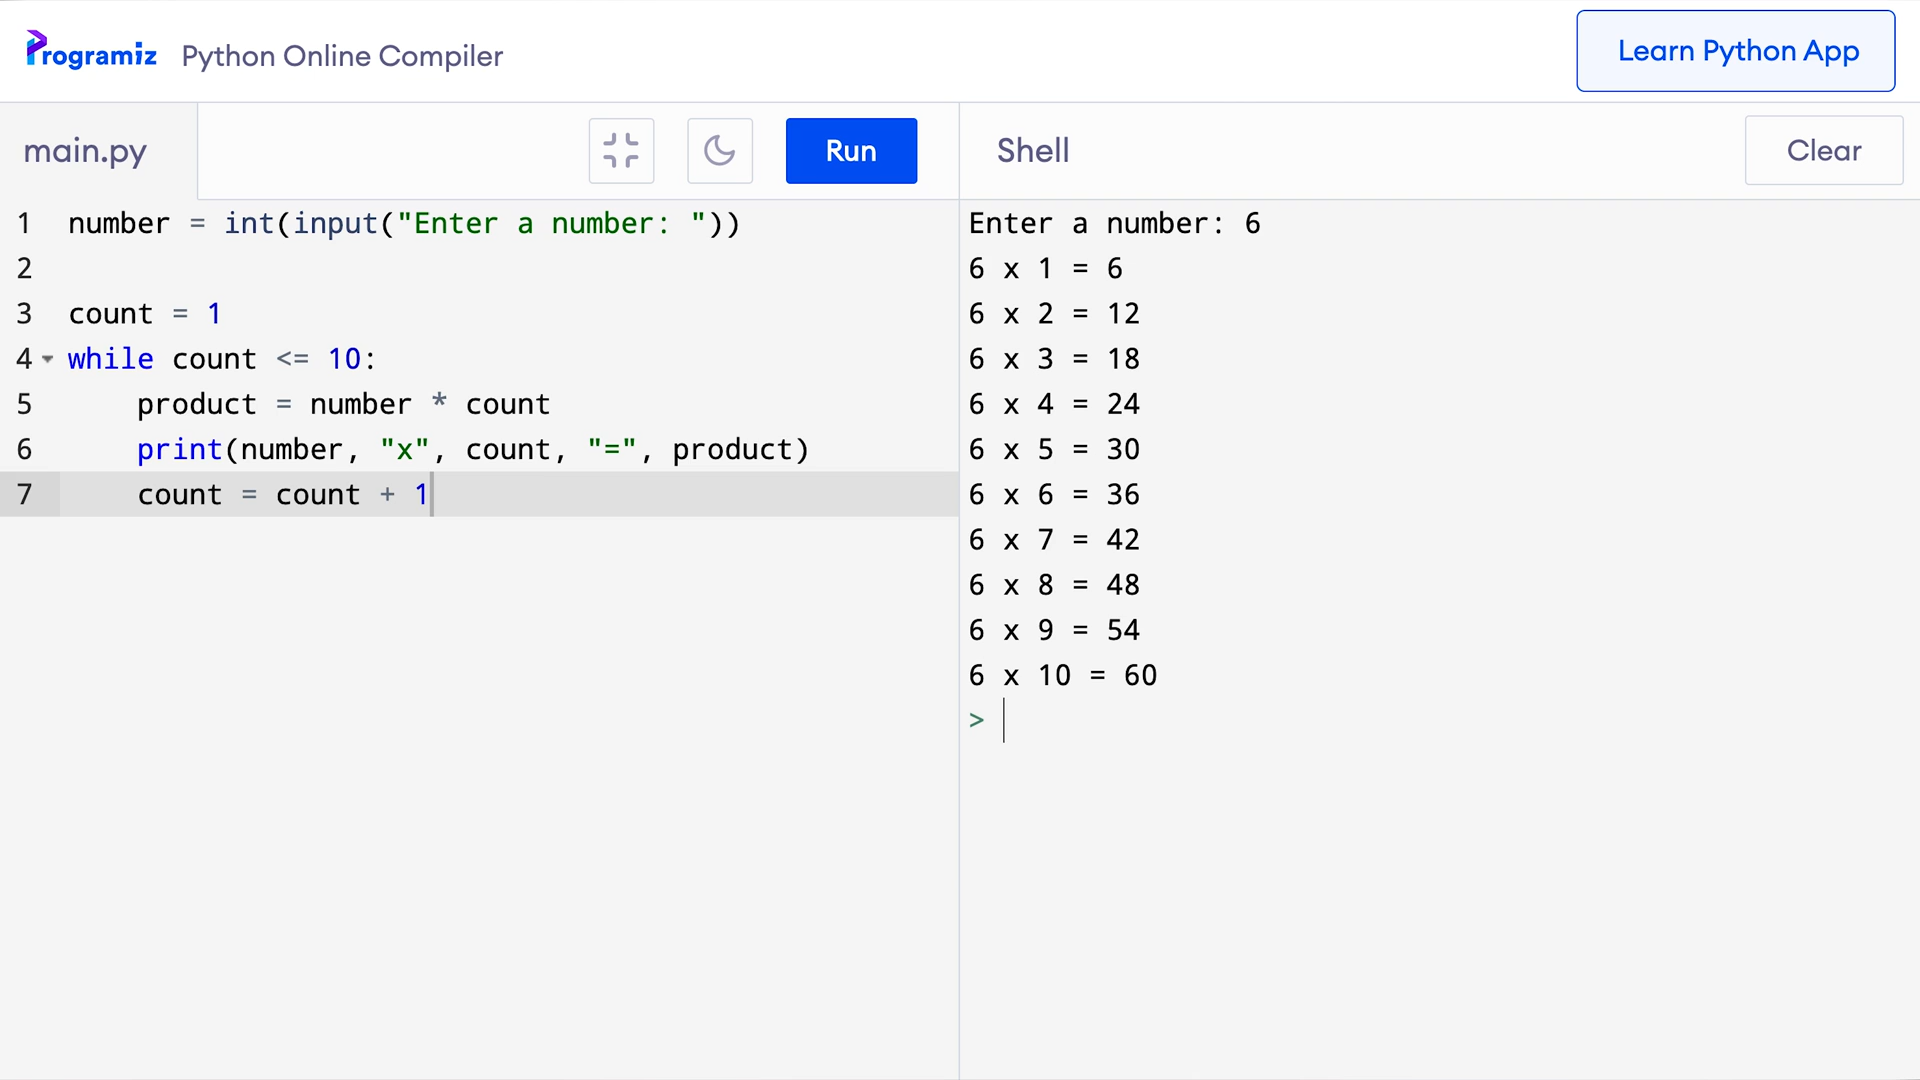 Programiz Python Online Compiler
Learn Python App
main.py
Run
Shell
Clear
1 number = int(input("Enter a number: "))
2
3 count = 1
4 while count <= 10:
5     product = number * count
6     print(number, "x", count, "=", product)
7     count = count + 1
Enter a number: 6
6 x 1 = 6
6 x 2 = 12
6 x 3 = 18
6 x 4 = 24
6 x 5 = 30
6 x 6 = 36
6 x 7 = 42
6 x 8 = 48
6 x 9 = 54
6 x 10 = 60
>